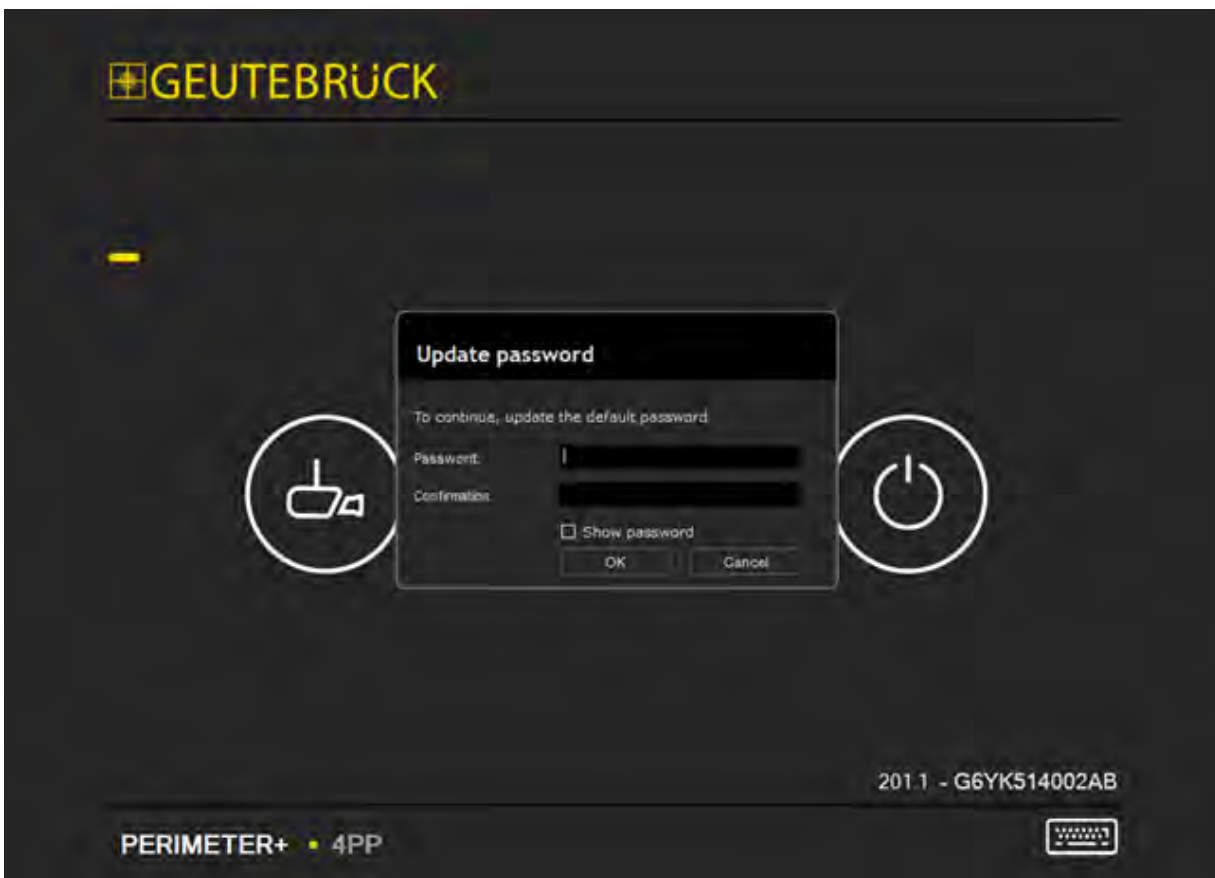 GEUTEBRÜCK
Update password
To continue, update the default password
Password:
Confirmation:
Show password
OK Cancel
201.1 - G6YK514002AB
PERIMETER+ • 4PP